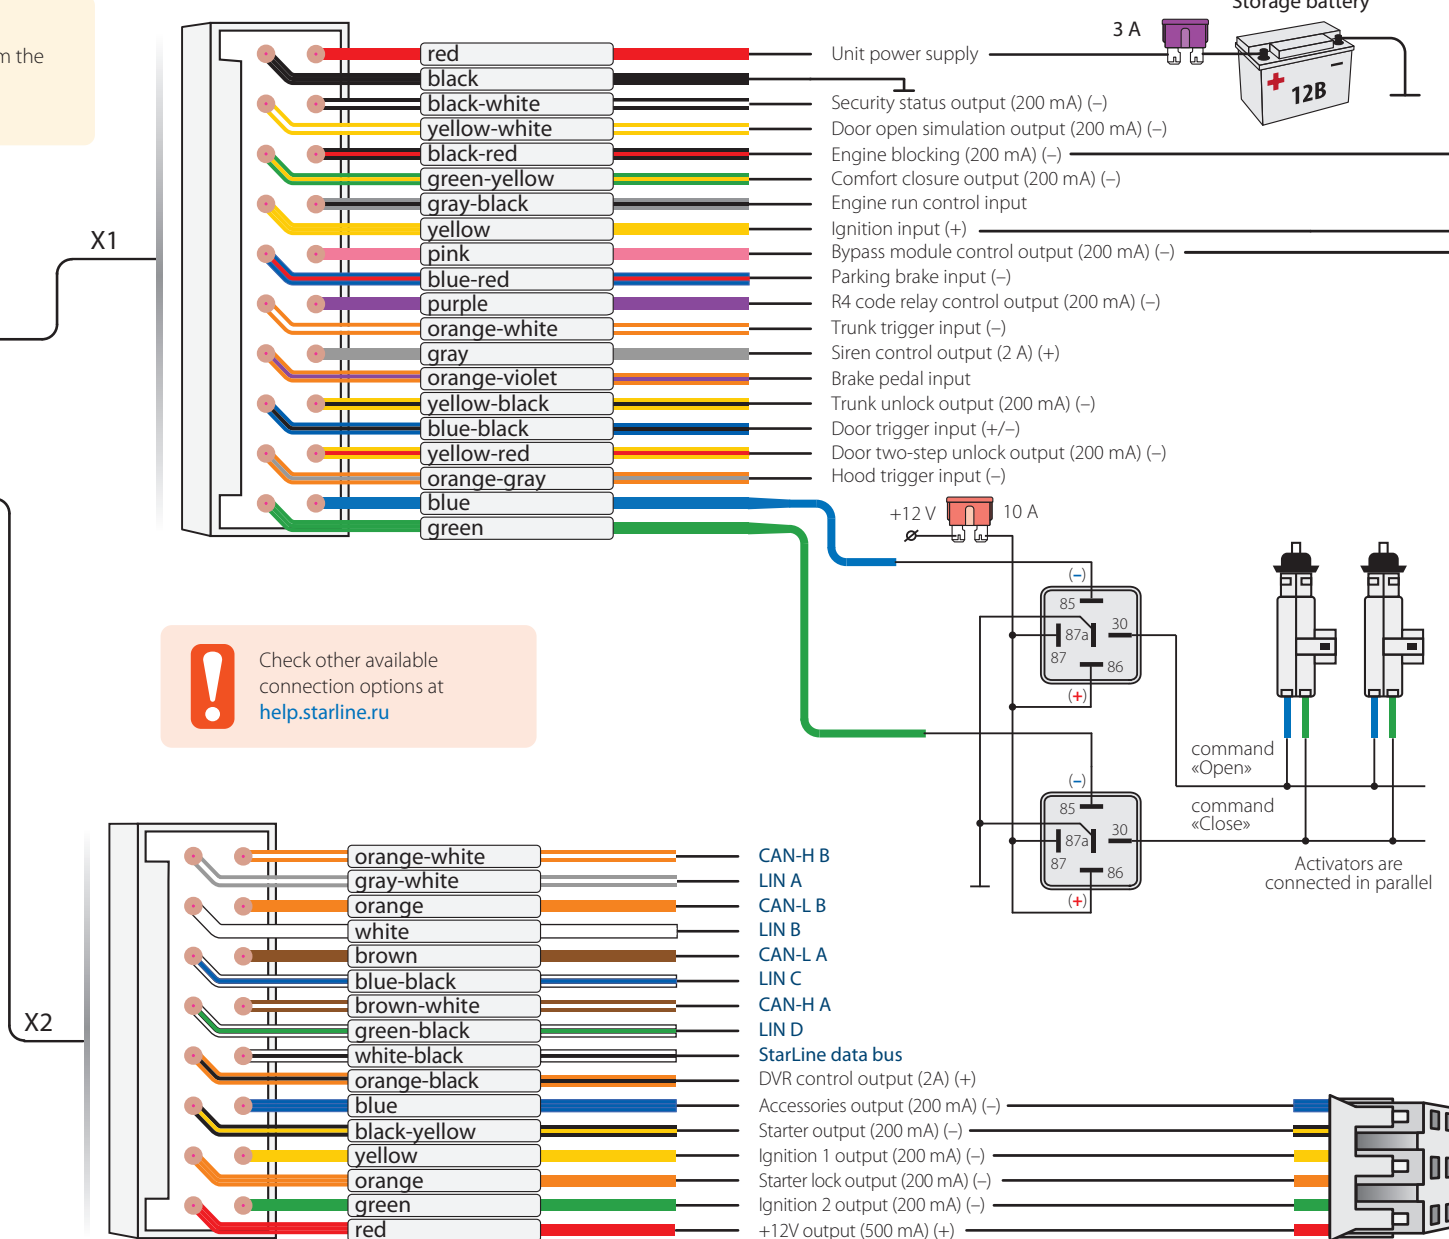 Storage battery
m the
3 A
12B
X1
red
Unit power supply
black
black-white
Security status output (200 mA) (–)
yellow-white
Door open simulation output (200 mA) (–)
black-red
Engine blocking (200 mA) (–)
green-yellow
Comfort closure output (200 mA) (–)
gray-black
Engine run control input
yellow
Ignition input (+)
pink
Bypass module control output (200 mA) (–)
blue-red
Parking brake input (–)
purple
R4 code relay control output (200 mA) (–)
orange-white
Trunk trigger input (–)
gray
Siren control output (2 A) (+)
orange-violet
Brake pedal input
yellow-black
Trunk unlock output (200 mA) (–)
blue-black
Door trigger input (+/–)
yellow-red
Door two-step unlock output (200 mA) (–)
orange-gray
Hood trigger input (–)
blue
green
+12 V
10 A
(–)
85
30
87a
87
86
(+)
Check other available
connection options at
help.starline.ru
command
«Open»
(–)
85
30
87a
87
86
(+)
command
«Close»
Activators are
connected in parallel
X2
orange-white
CAN-H B
gray-white
LIN A
orange
CAN-L B
white
LIN B
brown
CAN-L A
blue-black
LIN C
brown-white
CAN-H A
green-black
LIN D
white-black
StarLine data bus
orange-black
DVR control output (2A) (+)
blue
Accessories output (200 mA) (–)
black-yellow
Starter output (200 mA) (–)
yellow
Ignition 1 output (200 mA) (–)
orange
Starter lock output (200 mA) (–)
green
Ignition 2 output (200 mA) (–)
red
+12V output (500 mA) (+)